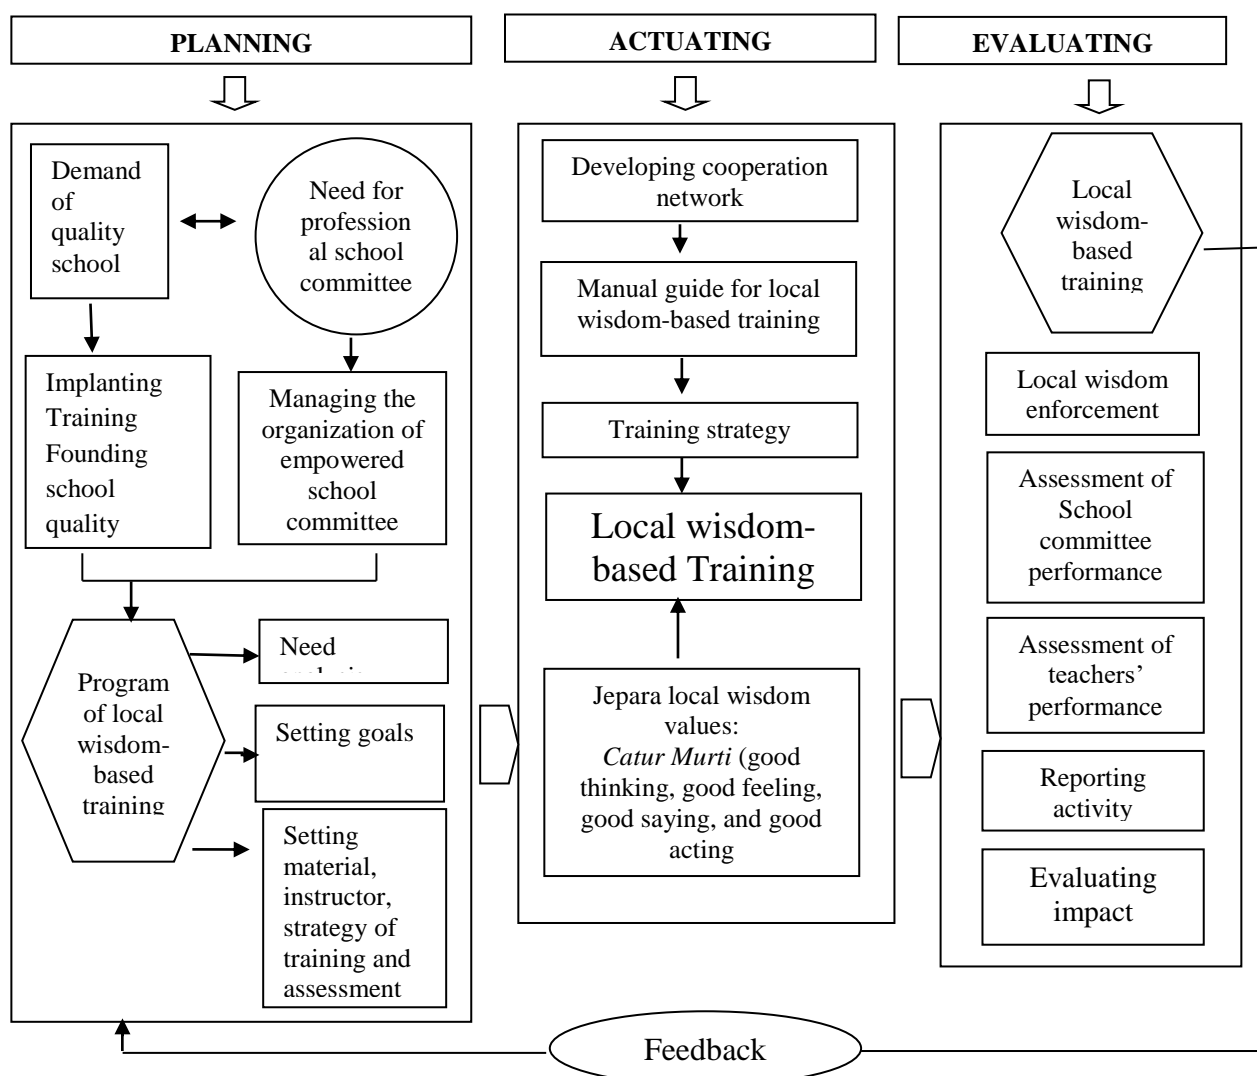 PLANNING
ACTUATING
EVALUATING
Demand
of
quality
school
Need for
profession
al school
committee
Implanting
Training
Founding
school
quality
Managing the
organization of
empowered
school
committee
Program
of local
wisdom-
based
training
Need
Setting goals
Setting
material,
instructor,
strategy of
training and
assessment
Developing cooperation
network
Manual guide for local
wisdom-based training
Training strategy
Local wisdom-
based Training
Jepara local wisdom
values:
Catur Murti (good
thinking, good feeling,
good saying, and good
acting
Local
wisdom-
based
training
Local wisdom
enforcement
Assessment of
School
committee
performance
Assessment of
teachers’
performance
Reporting
activity
Evaluating
impact
Feedback